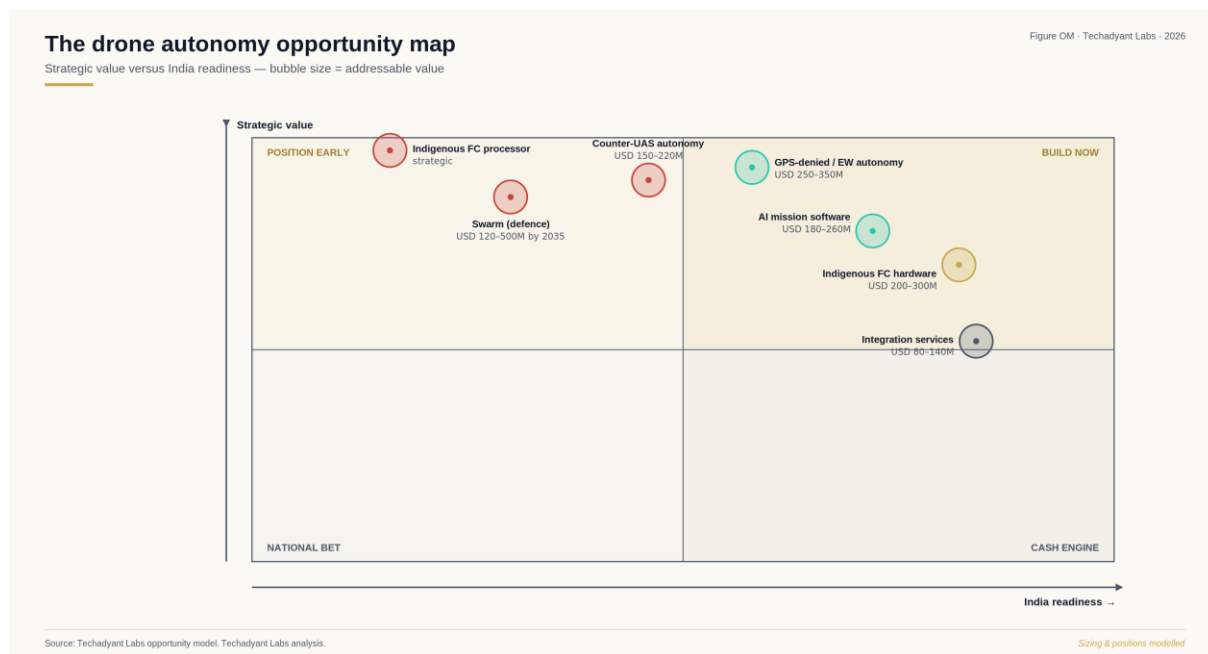 The drone autonomy opportunity map
Figure OM · Techadyant Labs · 2026
Strategic value versus India readiness — bubble size = addressable value
Strategic value
POSITION EARLY
Indigenous FC processor
strategic
Counter-UAS autonomy
USD 150–220M
GPS-denied / EW autonomy
USD 250–350M
BUILD NOW
Swarm (defence)
USD 120–500M by 2035
AI mission software
USD 180–260M
Indigenous FC hardware
USD 200–300M
Integration services
USD 80–140M
NATIONAL BET
CASH ENGINE
India readiness →
Source: Techadyant Labs opportunity model. Techadyant Labs analysis.
Sizing & positions modelled